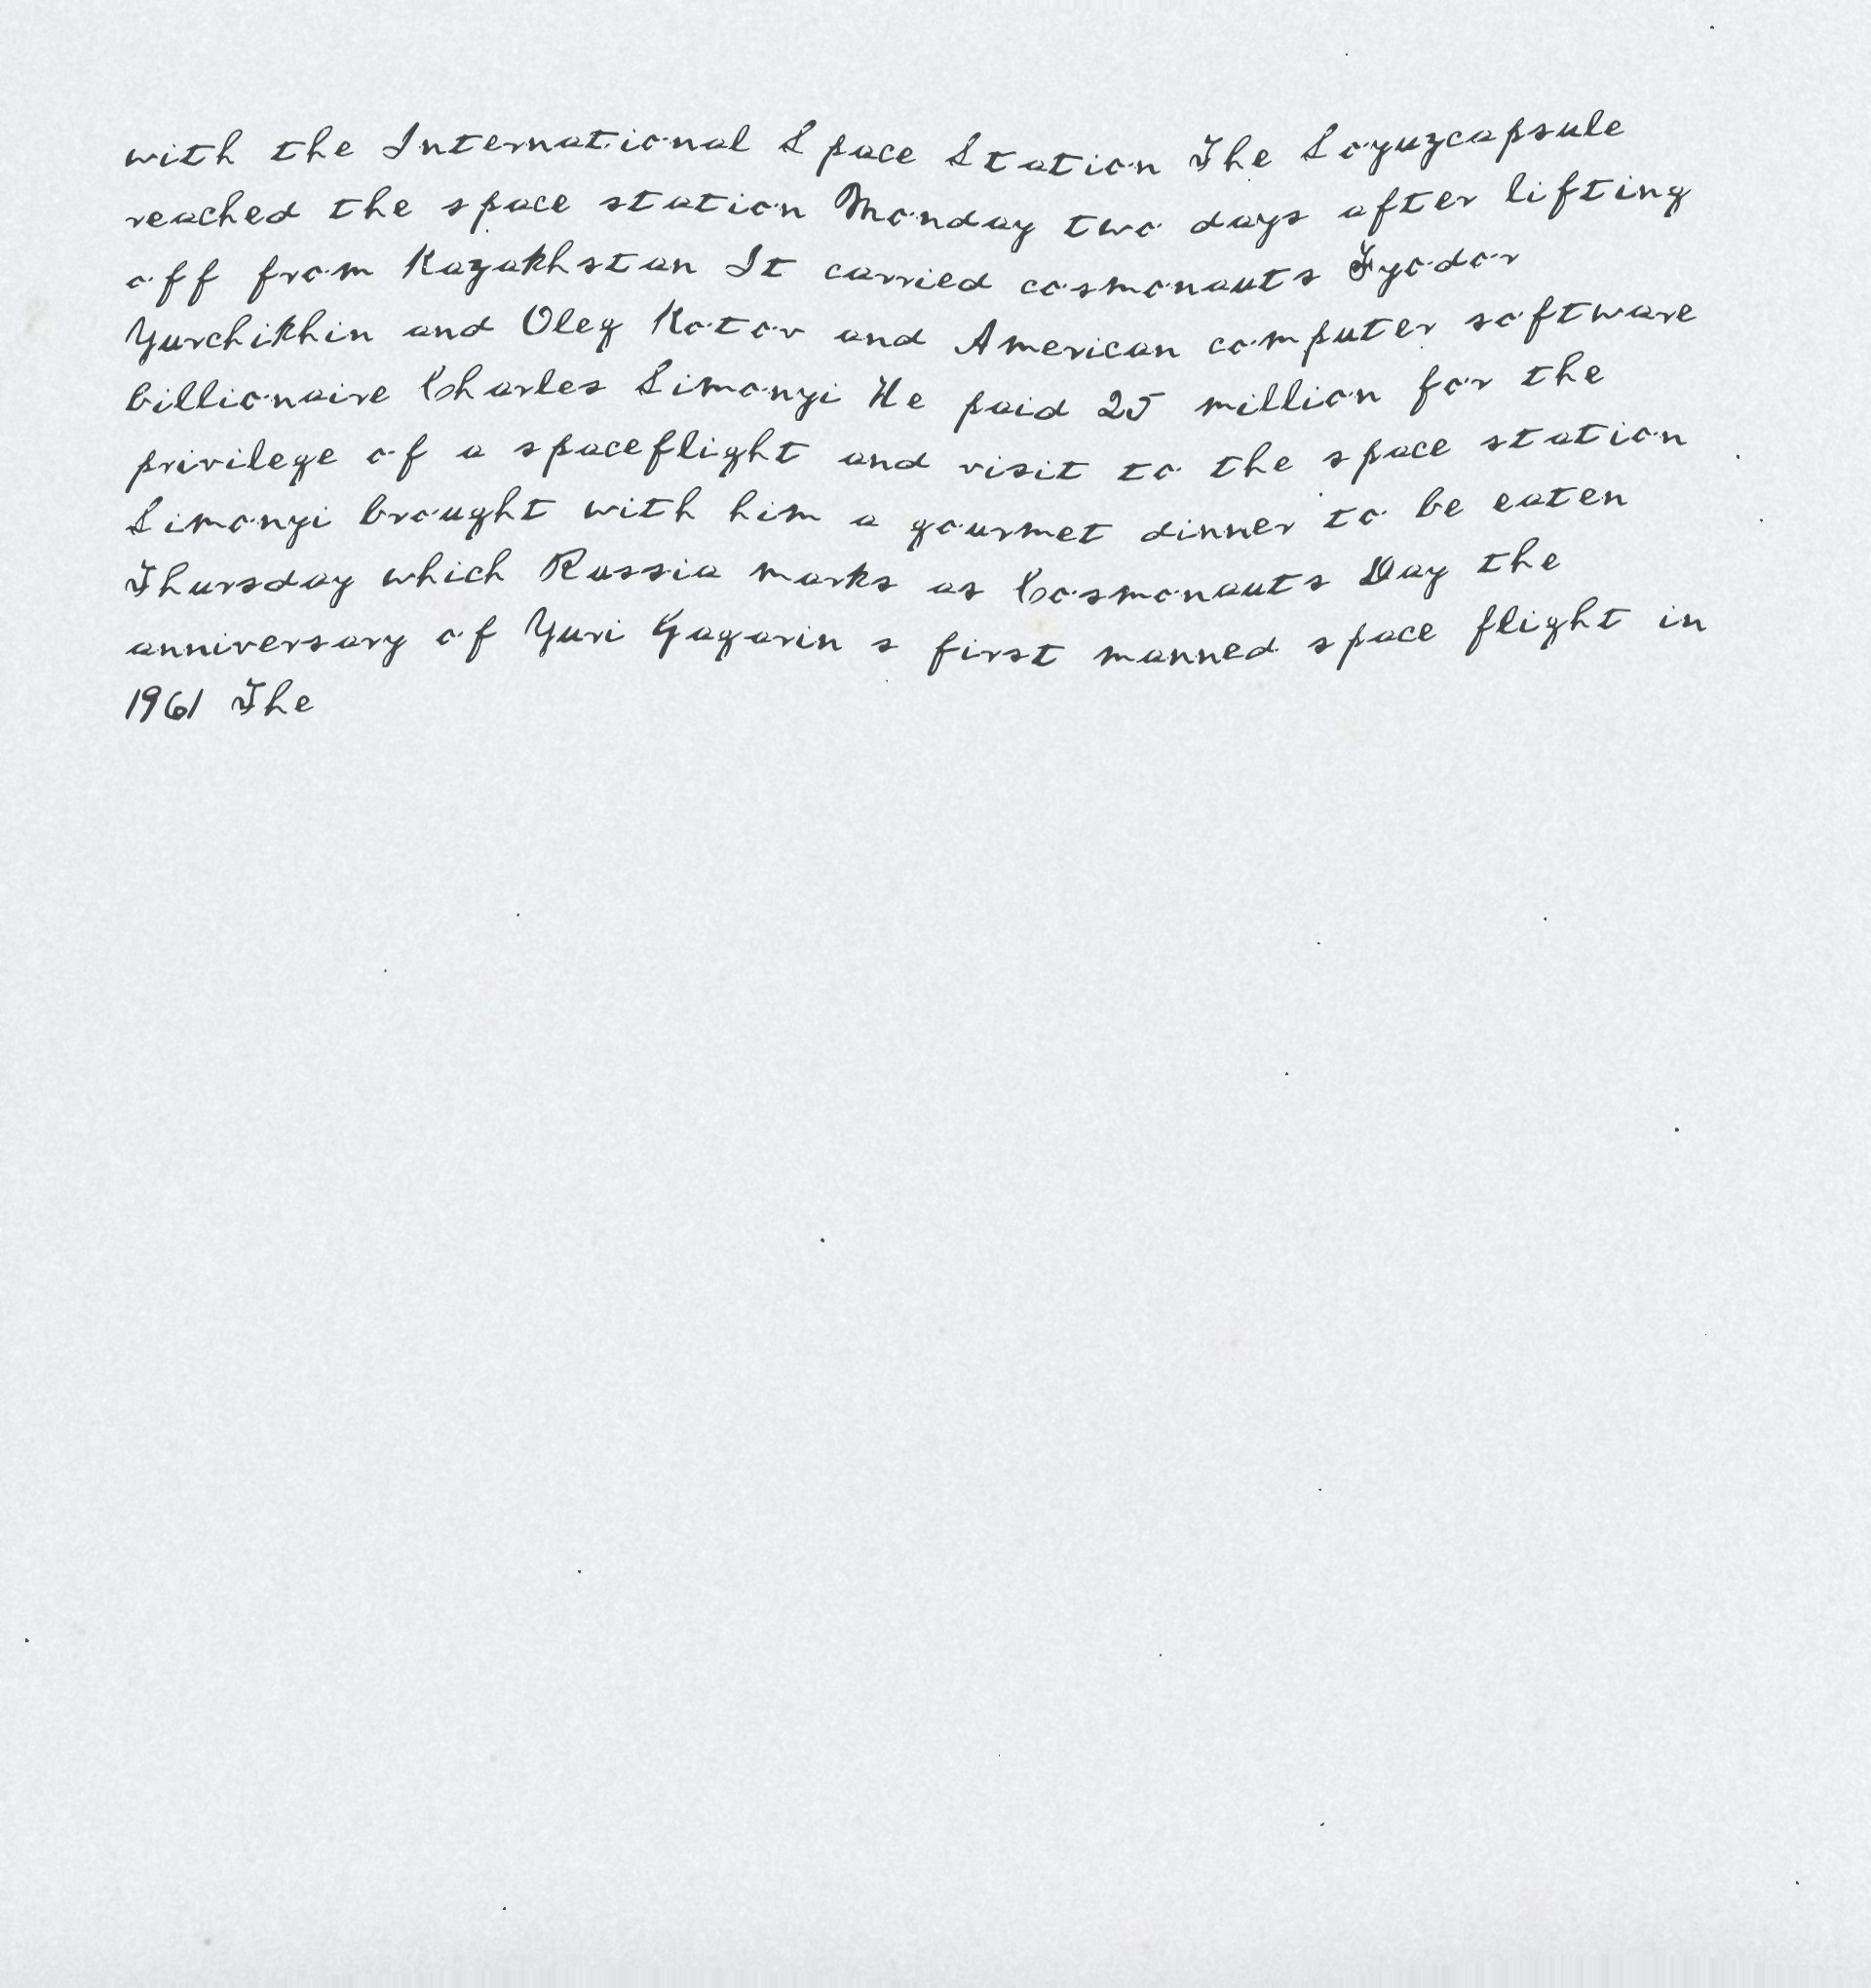 with the International Space Station The Soyuzcapsule
reached the space station Monday two days after lifting
off from Kazakhstan It carried cosmonauts Fyodor
Yurchikhin and Oleg Kotov and American computer software
billionaire Charles Simonyi He paid 25 million for the
privilege of a spaceflight and visit to the space station
Simonyi brought with him a gourmet dinner to be eaten
Thursday which Russia marks as Cosmonauts Day the
anniversary of Yuri Gagarin s first manned space flight in
1961 The